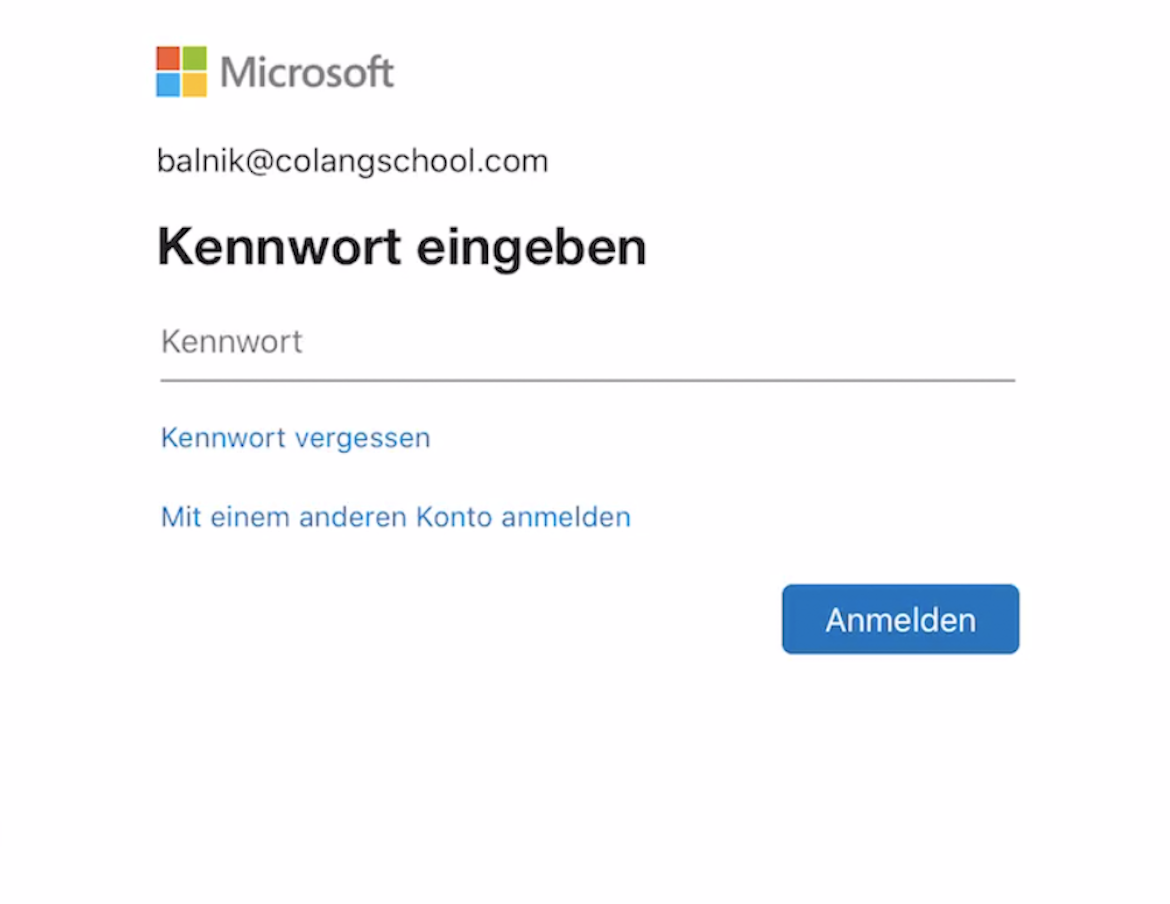 Microsoft
balnik@colangschool.com
Kennwort eingeben
Kennwort
Kennwort vergessen
Mit einem anderen Konto anmelden
Anmelden